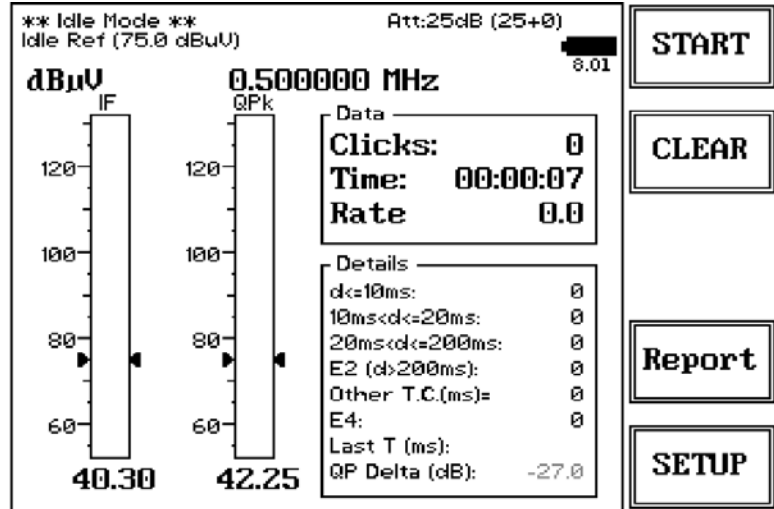 ** Idle Mode **
Att:25dB (25+0)
Idle Ref (75.0 dBuV)
8.01
dBµV
0.500000 MHz
IF
QPk
120
100
80
60
40.30
120
100
80
60
42.25
Data
Clicks: 0
Time: 00:00:07
Rate 0.0
Details
d<=10ms: 0
10ms<d<=20ms: 0
20ms<d<=200ms: 0
E2 (d>200ms): 0
Other T.C.(ms)= 0
E4: 0
Last T (ms):
QP Delta (dB): -27.0
START
CLEAR
Report
SETUP